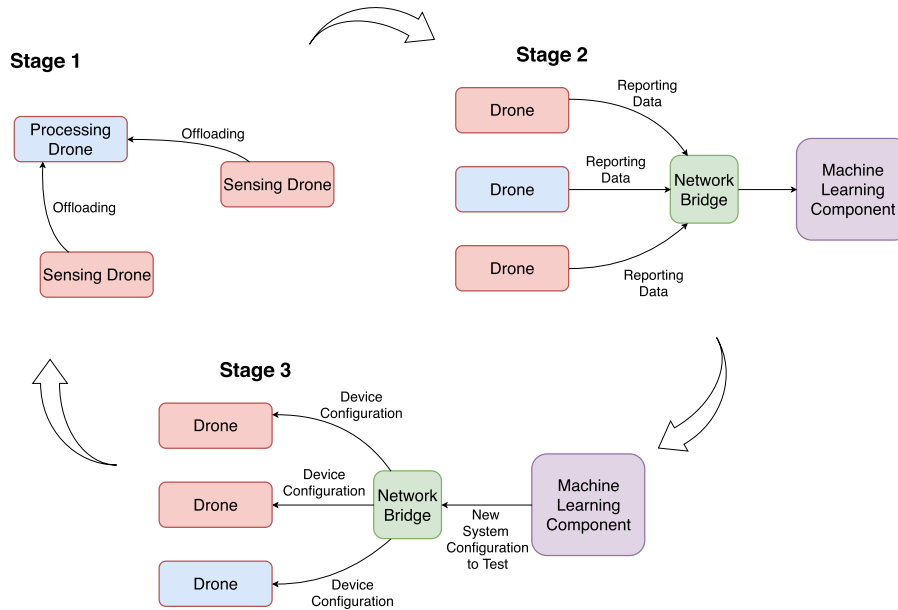 Stage 1
Processing
Drone
Offloading
Sensing Drone
Offloading
Sensing Drone
Stage 2
Drone
Reporting
Data
Drone
Reporting
Data
Drone
Reporting
Data
Network
Bridge
Machine
Learning
Component
Stage 3
Drone
Device
Configuration
Drone
Device
Configuration
Drone
Device
Configuration
Network
Bridge
New
System
Configuration
to Test
Machine
Learning
Component